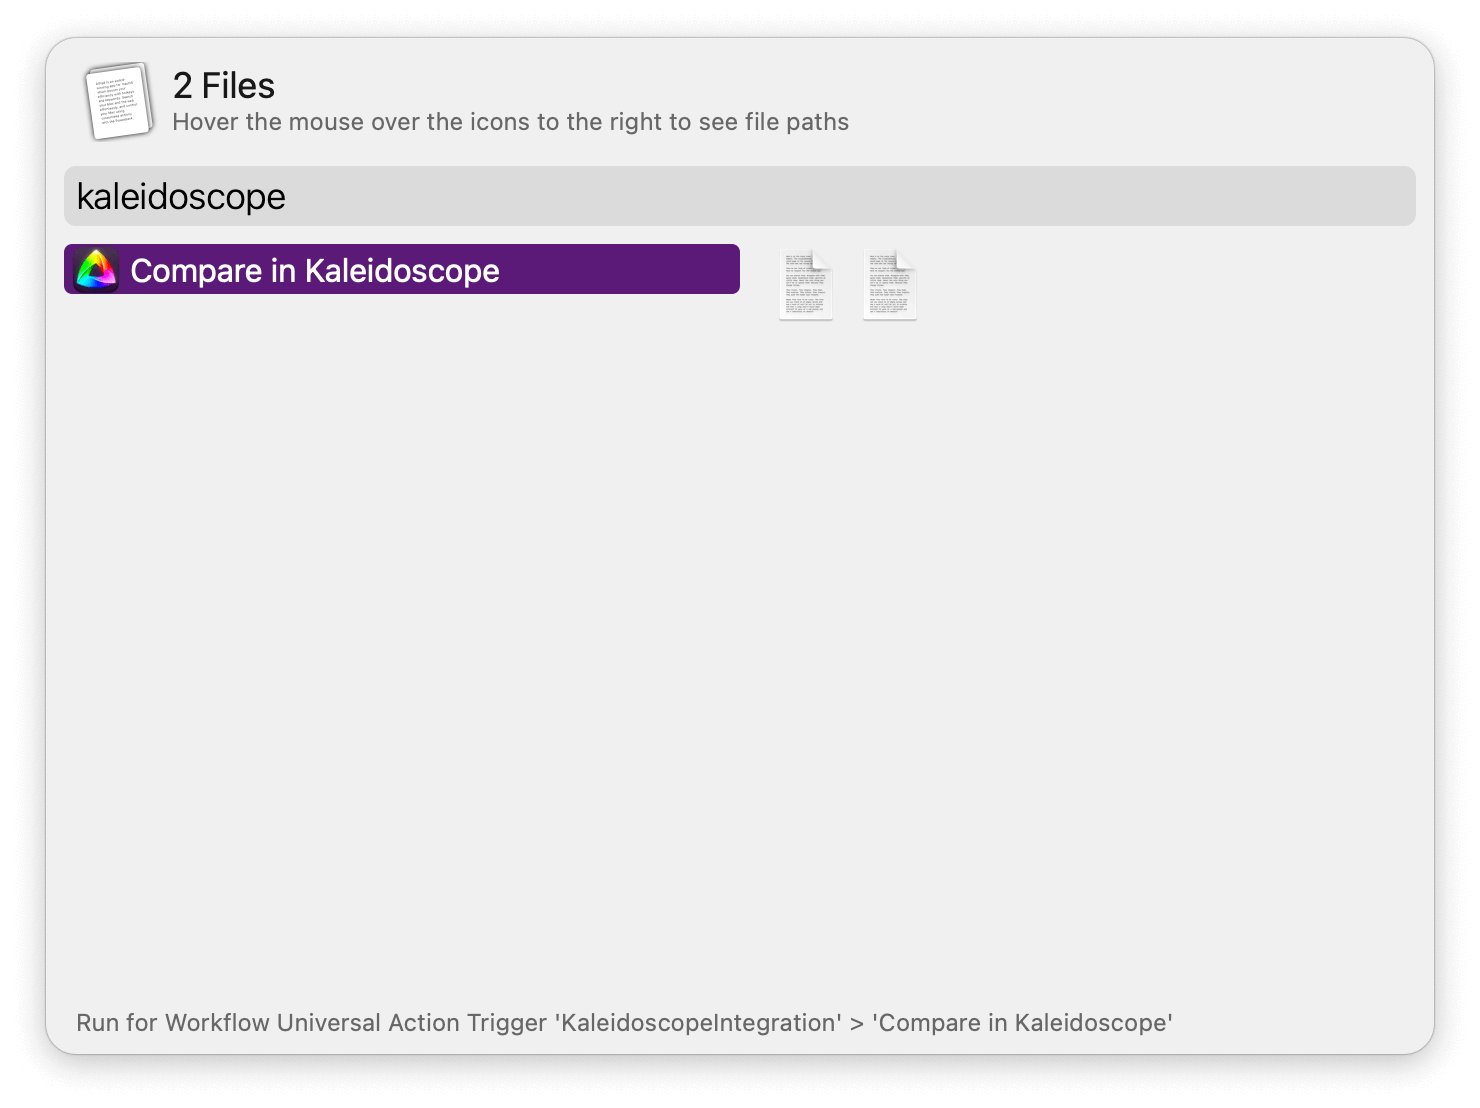 2 Files
Hover the mouse over the icons to the right to see file paths
kaleidoscope
Compare in Kaleidoscope
Run for Workflow Universal Action Trigger 'KaleidoscopeIntegration' > 'Compare in Kaleidoscope'